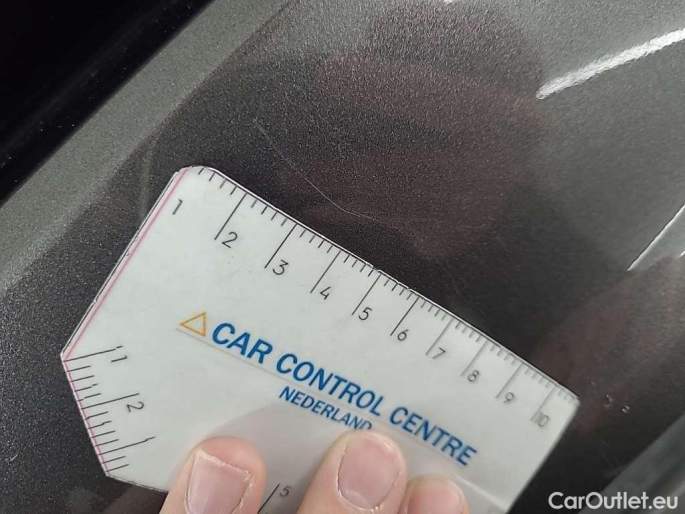 1 2 3 4 5 6 7 8 9 10
CAR CONTROL CENTRE
NEDERLAND
1
2
5
CarOutlet.eu